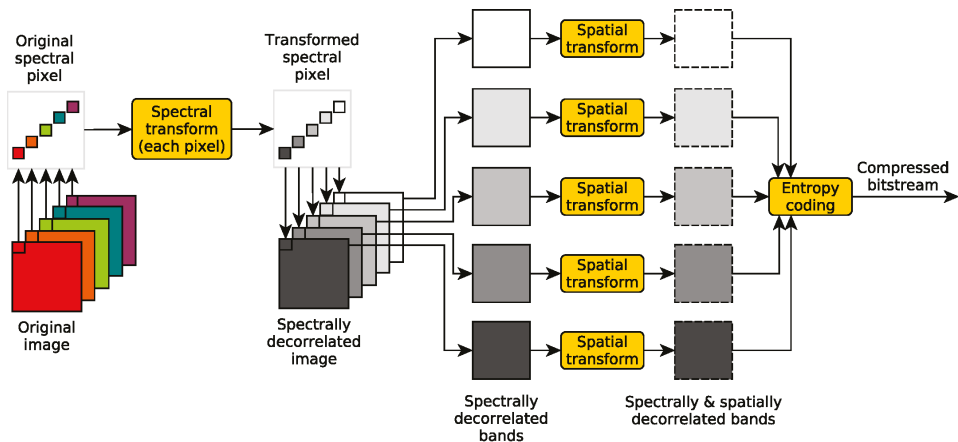 Original
spectral
pixel
Spectral
transform
(each pixel)
Transformed
spectral
pixel
Original
image
Spectrally
decorrelated
image
Spatial
transform
Spatial
transform
Spatial
transform
Spatial
transform
Spatial
transform
Spectrally
decorrelated
bands
Spectrally & spatially
decorrelated bands
Entropy
coding
Compressed
bitstream